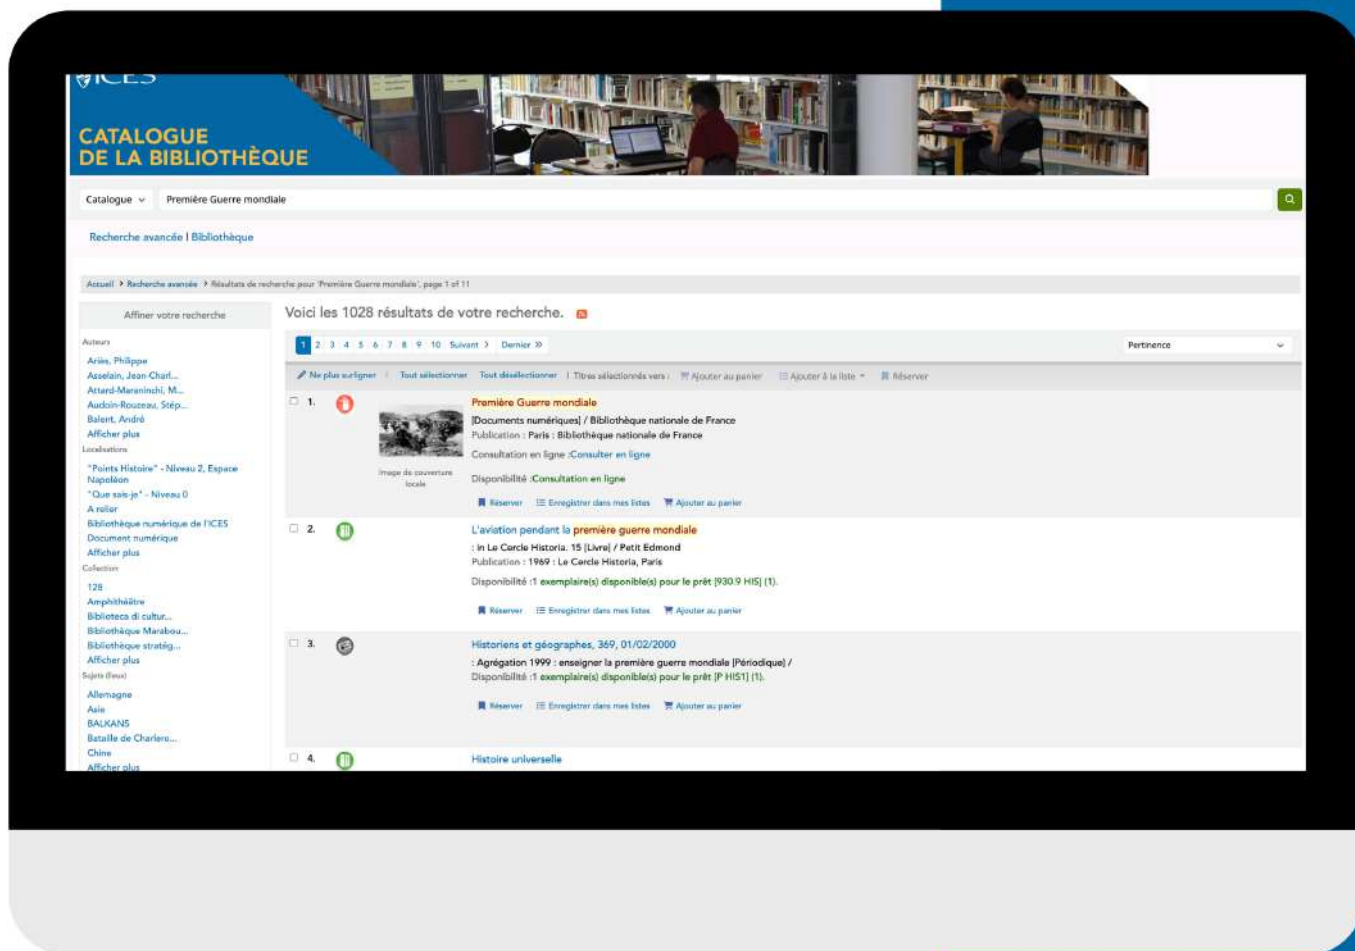 ICES
CATALOGUE
DE LA BIBLIOTHÈQUE
Catalogue
Première Guerre mondiale
Recherche avancée | Bibliothèque
Accueil > Recherche avancée > Résultats de recherche pour 'Première Guerre mondiale', page 1 of 11
Affiner votre recherche
Auteurs
Ariès, Philippe
Asselain, Jean-Charl...
Attard-Maraninchi, M...
Audoin-Rouzeau, Stép...
Balent, André
Afficher plus
Localisations
"Points Histoire" - Niveau 2, Espace
Napoléon
"Que sais-je" - Niveau 0
A relier
Bibliothèque numérique de l'ICES
Document numérique
Afficher plus
Collection
128
Amphithéâtre
Biblioteca di cultur...
Bibliothèque Marabou...
Bibliothèque stratég...
Afficher plus
Sujets (lieux)
Allemagne
Asie
BALKANS
Bataille de Charlero...
Chine
Afficher plus
Voici les 1028 résultats de votre recherche.
1 2 3 4 5 6 7 8 9 10 Suivant > Dernier »
Pertinence
Ne plus surligner | Tout sélectionner Tout désélectionner | Titres sélectionnés vers : Ajouter au panier Ajouter à la liste Réserver
1.
Image de couverture
locale
Première Guerre mondiale
[Documents numériques] / Bibliothèque nationale de France
Publication : Paris : Bibliothèque nationale de France
Consultation en ligne :Consulter en ligne
Disponibilité :Consultation en ligne
Réserver Enregistrer dans mes listes Ajouter au panier
2.
L'aviation pendant la première guerre mondiale
: in Le Cercle Historia. 15 [Livre] / Petit Edmond
Publication : 1969 : Le Cercle Historia, Paris
Disponibilité :1 exemplaire(s) disponible(s) pour le prêt [930.9 HIS] (1).
Réserver Enregistrer dans mes listes Ajouter au panier
3.
Historiens et géographes, 369, 01/02/2000
: Agrégation 1999 : enseigner la première guerre mondiale [Périodique] /
Disponibilité :1 exemplaire(s) disponible(s) pour le prêt [P HIS1] (1).
Réserver Enregistrer dans mes listes Ajouter au panier
4.
Histoire universelle